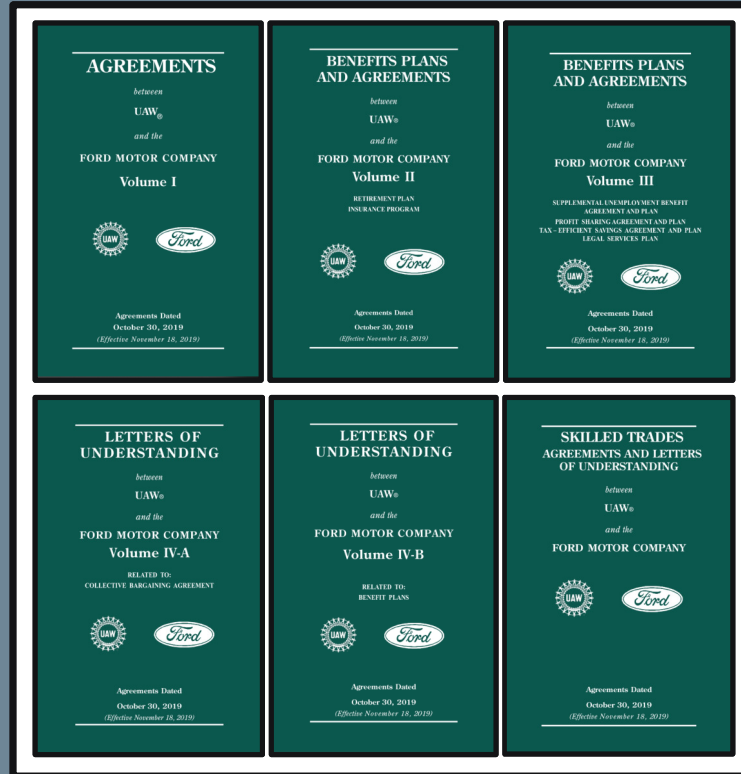 AGREEMENTS
between
UAW®
and the
FORD MOTOR COMPANY
Volume I
UAW
Ford
Agreements Dated
October 30, 2019
(Effective November 18, 2019)
BENEFITS PLANS
AND AGREEMENTS
between
UAW®
and the
FORD MOTOR COMPANY
Volume II
RETIREMENT PLAN
INSURANCE PROGRAM
UAW
Ford
Agreements Dated
October 30, 2019
(Effective November 18, 2019)
BENEFITS PLANS
AND AGREEMENTS
between
UAW®
and the
FORD MOTOR COMPANY
Volume III
SUPPLEMENTAL UNEMPLOYMENT BENEFIT
AGREEMENT AND PLAN
PROFIT SHARING AGREEMENT AND PLAN
TAX – EFFICIENT SAVINGS AGREEMENT AND PLAN
LEGAL SERVICES PLAN
UAW
Ford
Agreements Dated
October 30, 2019
(Effective November 18, 2019)
LETTERS OF
UNDERSTANDING
between
UAW®
and the
FORD MOTOR COMPANY
Volume IV-A
RELATED TO:
COLLECTIVE BARGAINING AGREEMENT
UAW
Ford
Agreements Dated
October 30, 2019
(Effective November 18, 2019)
LETTERS OF
UNDERSTANDING
between
UAW®
and the
FORD MOTOR COMPANY
Volume IV-B
RELATED TO:
BENEFIT PLANS
UAW
Ford
Agreements Dated
October 30, 2019
(Effective November 18, 2019)
SKILLED TRADES
AGREEMENTS AND LETTERS
OF UNDERSTANDING
between
UAW®
and the
FORD MOTOR COMPANY
UAW
Ford
Agreements Dated
October 30, 2019
(Effective November 18, 2019)